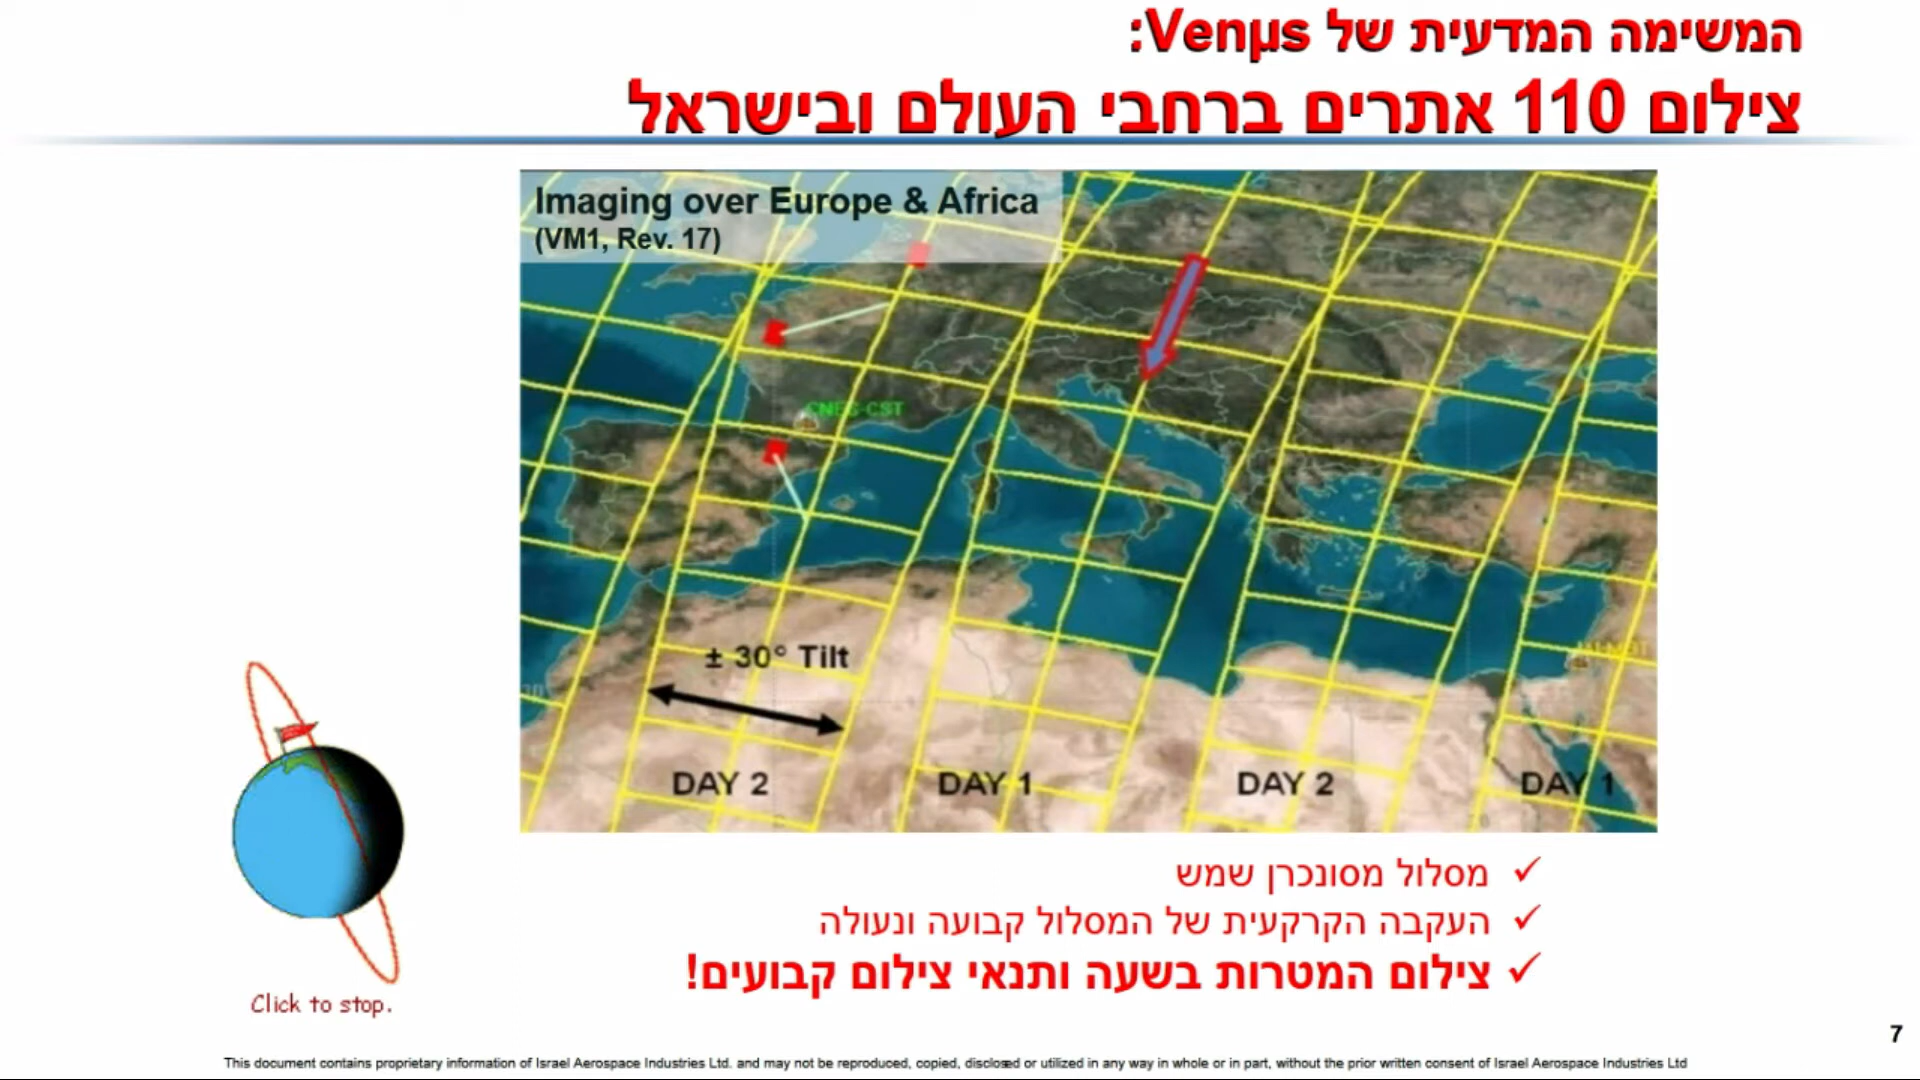 המשימה המדעית של Venµs:
צילום 110 אתרים ברחבי העולם ובישראל
Imaging over Europe & Africa
(VM1, Rev. 17)
CNES-CST
± 30° Tilt
DAY 2
DAY 1
DAY 2
DAY 1
✓ מסלול מסונכרן שמש
✓ העקבה הקרקעית של המסלול קבועה ונעולה
✓ צילום המטרות בשעה ותנאי צילום קבועים!
Click to stop.
7
This document contains proprietary information of Israel Aerospace Industries Ltd. and may not be reproduced, copied, disclosed or utilized in any way in whole or in part, without the prior written consent of Israel Aerospace Industries Ltd